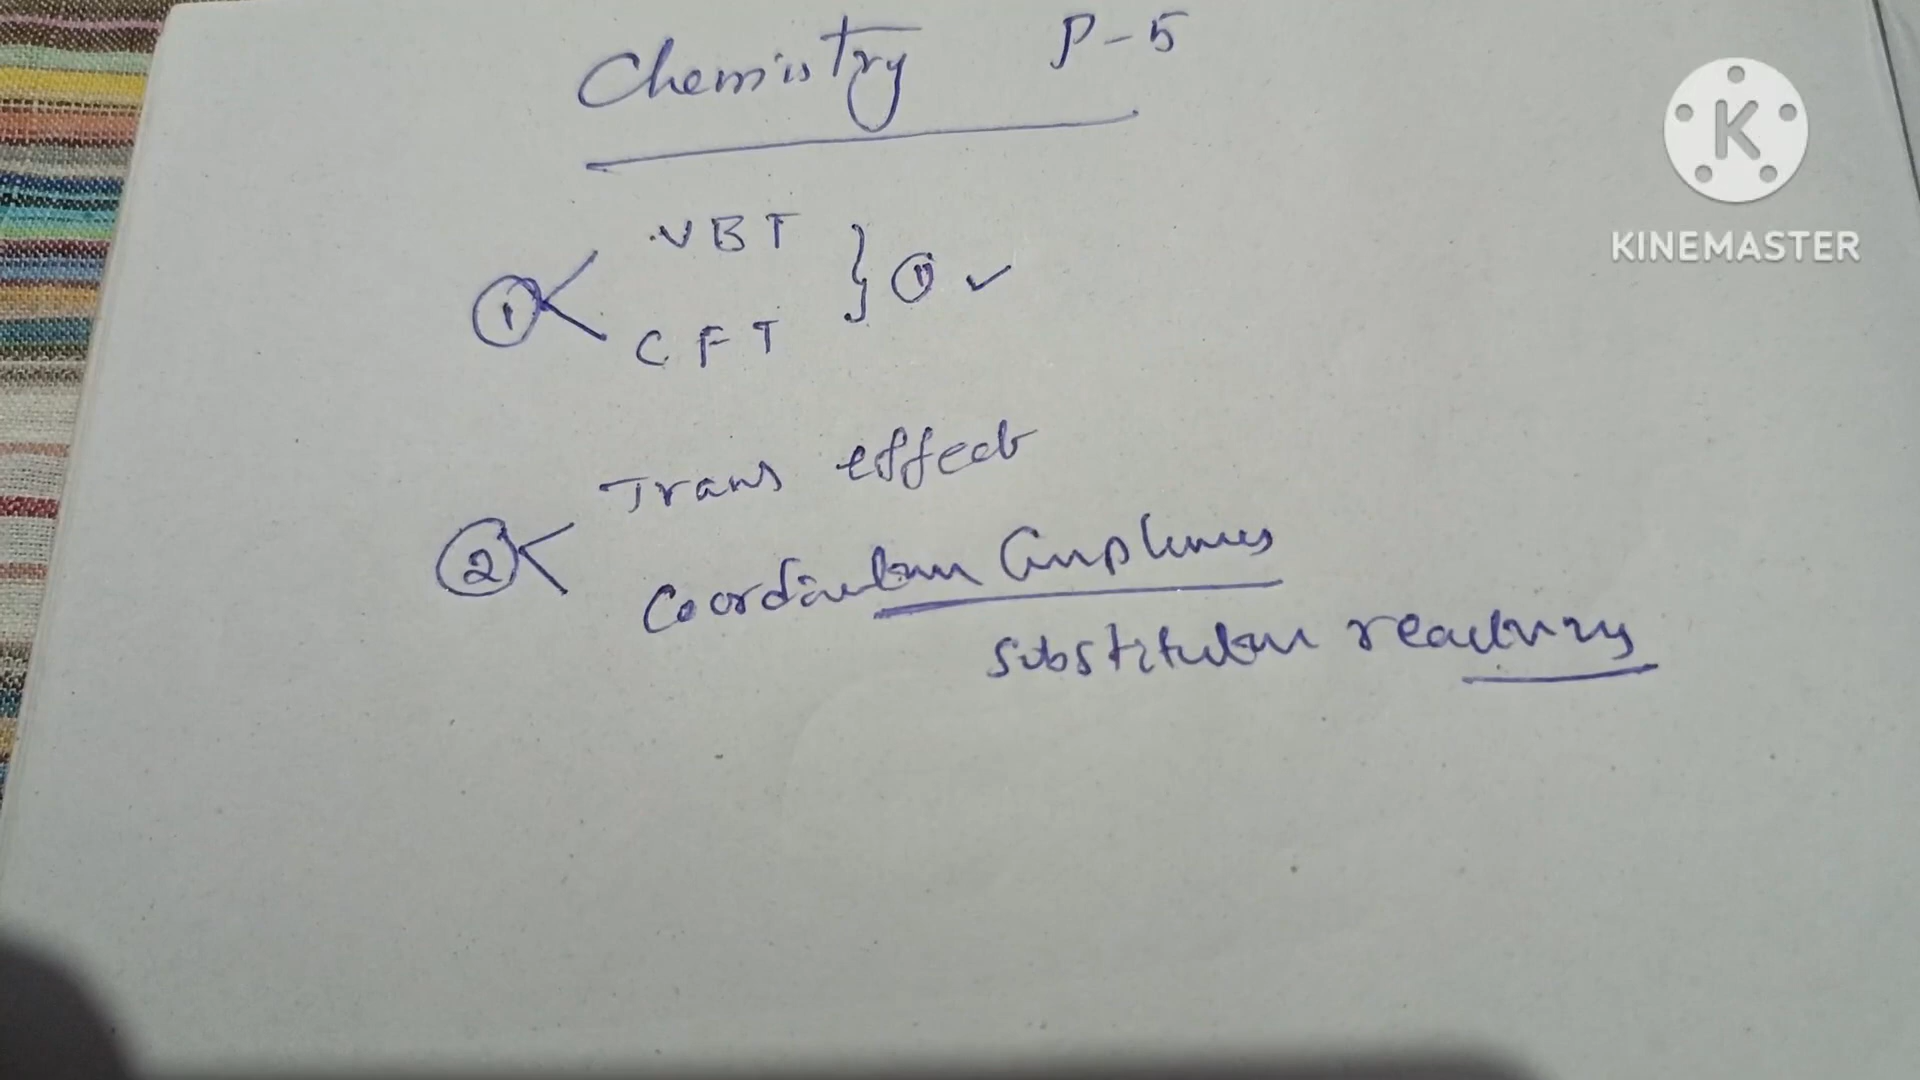 Chemistry P-5
K
KINEMASTER
① VBT
CFT } ① ✓
② Trans effect
Coordination Complexes
substitution reactions